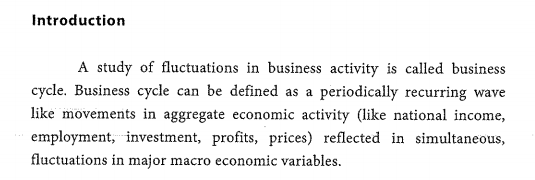 Introduction
A study of fluctuations in business activity is called business
cycle. Business cycle can be defined as a periodically recurring wave
like movements in aggregate economic activity (like national income,
employment, investment, profits, prices) reflected in simultaneous,
fluctuations in major macro economic variables.